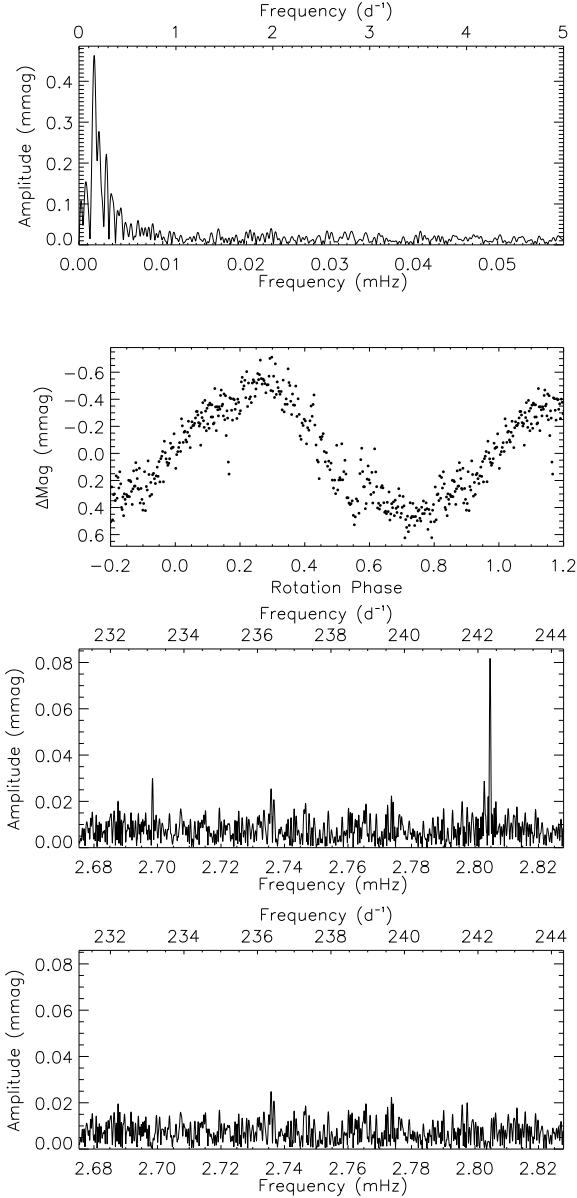 Frequency (d⁻¹)
0 1 2 3 4 5
Amplitude (mmag)
0.4
0.3
0.2
0.1
0.0
0.00 0.01 0.02 0.03 0.04 0.05
Frequency (mHz)
ΔMag (mmag)
−0.6
−0.4
−0.2
0.0
0.2
0.4
0.6
−0.2 0.0 0.2 0.4 0.6 0.8 1.0 1.2
Rotation Phase
Frequency (d⁻¹)
232 234 236 238 240 242 244
Amplitude (mmag)
0.08
0.06
0.04
0.02
0.00
2.68 2.70 2.72 2.74 2.76 2.78 2.80 2.82
Frequency (mHz)
Frequency (d⁻¹)
232 234 236 238 240 242 244
Amplitude (mmag)
0.08
0.06
0.04
0.02
0.00
2.68 2.70 2.72 2.74 2.76 2.78 2.80 2.82
Frequency (mHz)